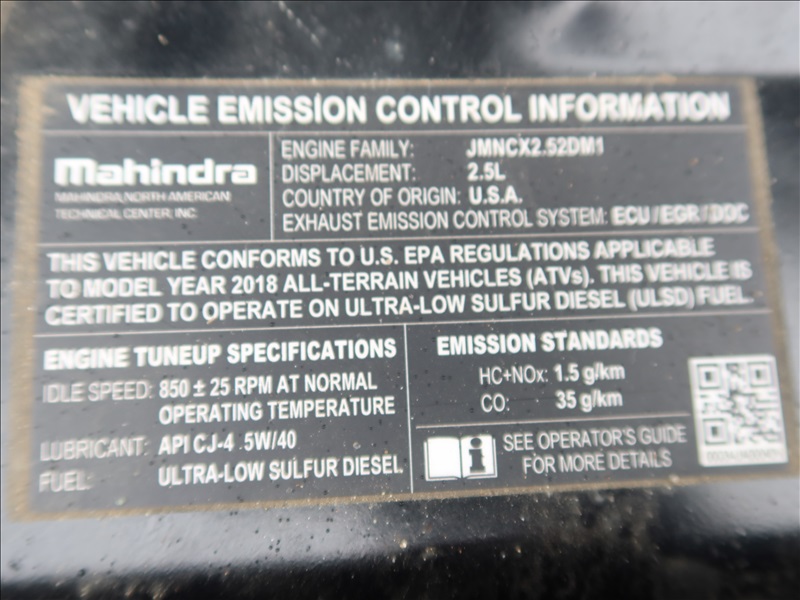 VEHICLE EMISSION CONTROL INFORMATION
Mahindra
MAHINDRA NORTH AMERICAN
TECHNICAL CENTER, INC.
ENGINE FAMILY: JMNCX2.52DM1
DISPLACEMENT: 2.5L
COUNTRY OF ORIGIN: U.S.A.
EXHAUST EMISSION CONTROL SYSTEM: ECU/EGR/DOC
THIS VEHICLE CONFORMS TO U.S. EPA REGULATIONS APPLICABLE
TO MODEL YEAR 2018 ALL-TERRAIN VEHICLES (ATVs). THIS VEHICLE IS
CERTIFIED TO OPERATE ON ULTRA-LOW SULFUR DIESEL (ULSD) FUEL.
ENGINE TUNEUP SPECIFICATIONS
IDLE SPEED: 850 ± 25 RPM AT NORMAL
OPERATING TEMPERATURE
LUBRICANT: API CJ-4 .5W/40
FUEL: ULTRA-LOW SULFUR DIESEL
EMISSION STANDARDS
HC+NOx: 1.5 g/km
CO: 35 g/km
SEE OPERATOR'S GUIDE
FOR MORE DETAILS